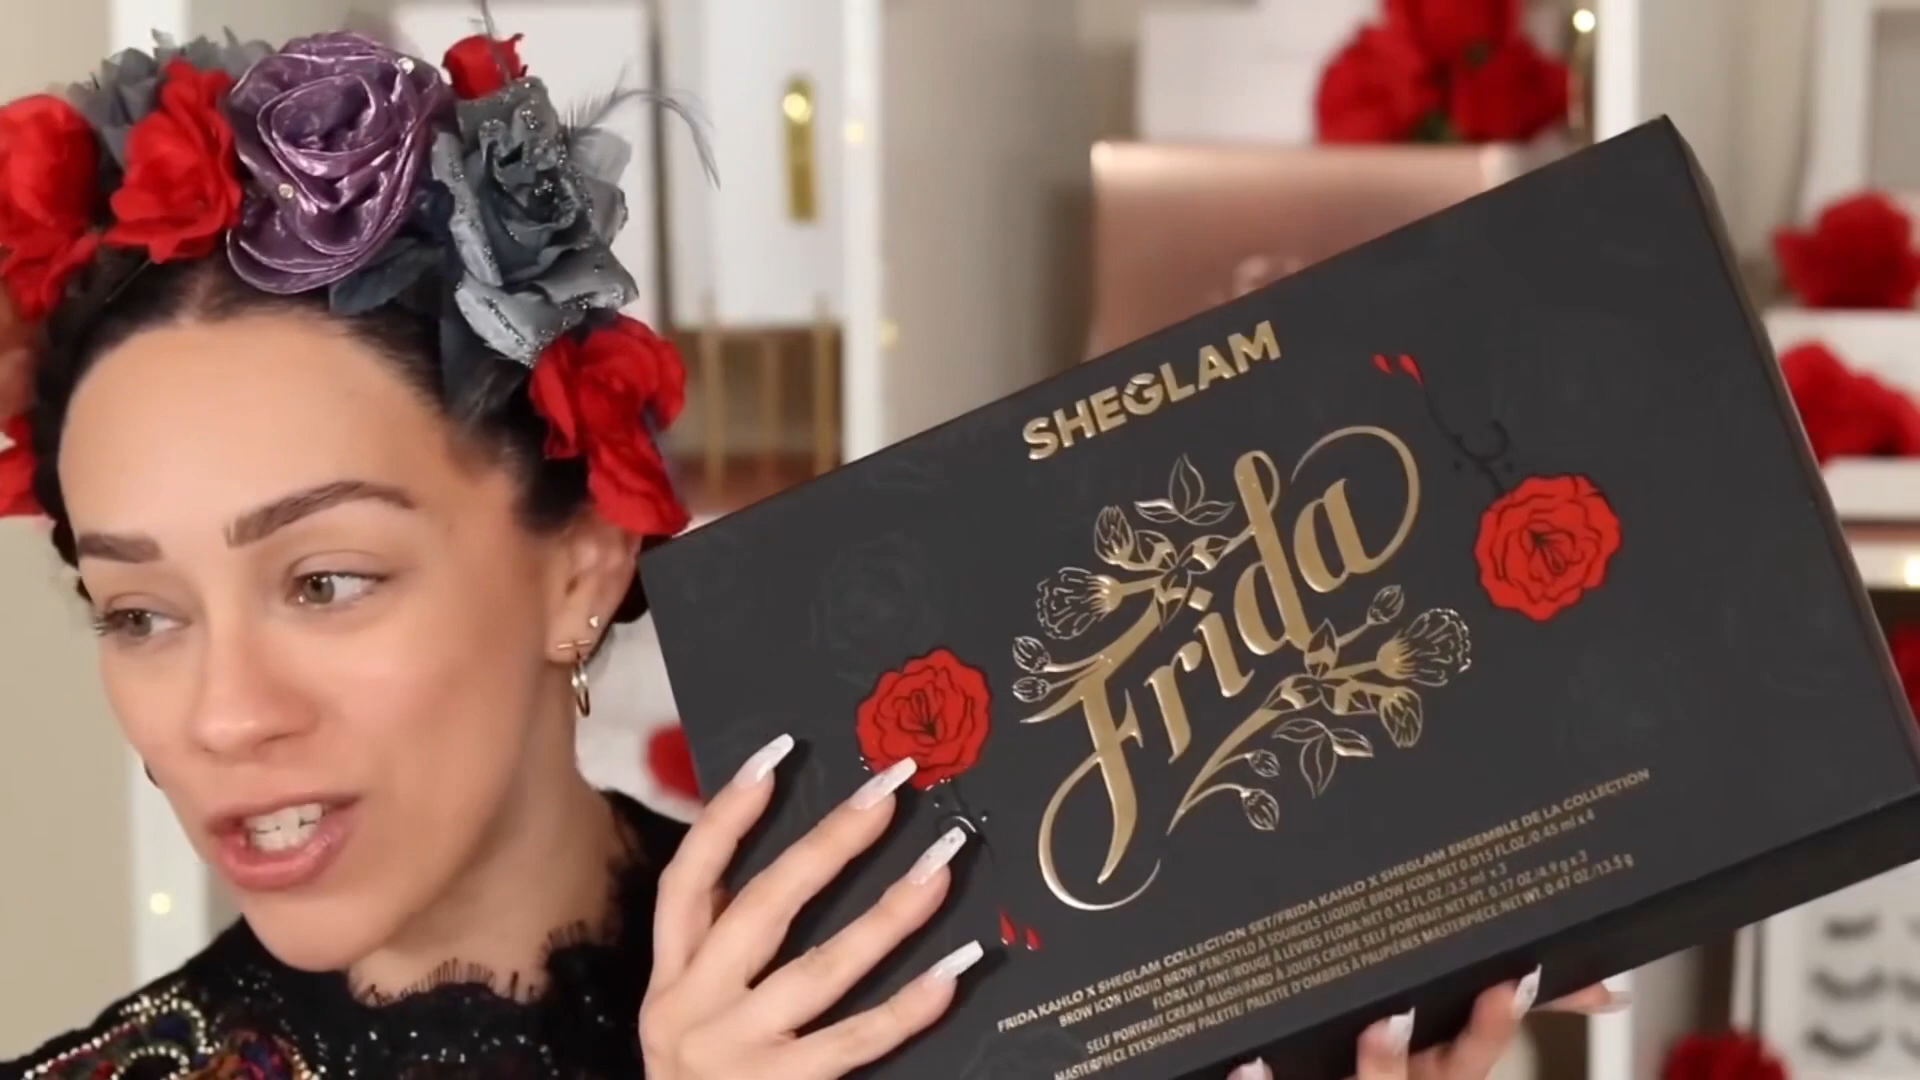 SHEGLAM
Frida
FRIDA KAHLO X SHEGLAM COLLECTION SET/FRIDA KAHLO X SHEGLAM ENSEMBLE DE LA COLLECTION
BROW ICON LIQUID BROW PEN/STYLO À SOURCILS LIQUIDE BROW ICON:NET 0.015 FL.OZ./0.45 ml x 4
FLORA LIP TINT/ROUGE À LÈVRES FLORA:NET 0.12 FL.OZ./3.5 ml x 3
SELF PORTRAIT CREAM BLUSH/FARD À JOUES CRÈME SELF PORTRAIT:NET WT. 0.17 OZ./4.9 g x 3
MASTERPIECE EYESHADOW PALETTE/ PALETTE D'OMBRES À PAUPIÈRES MASTERPIECE:NET WT. 0.47 OZ./13.5 g